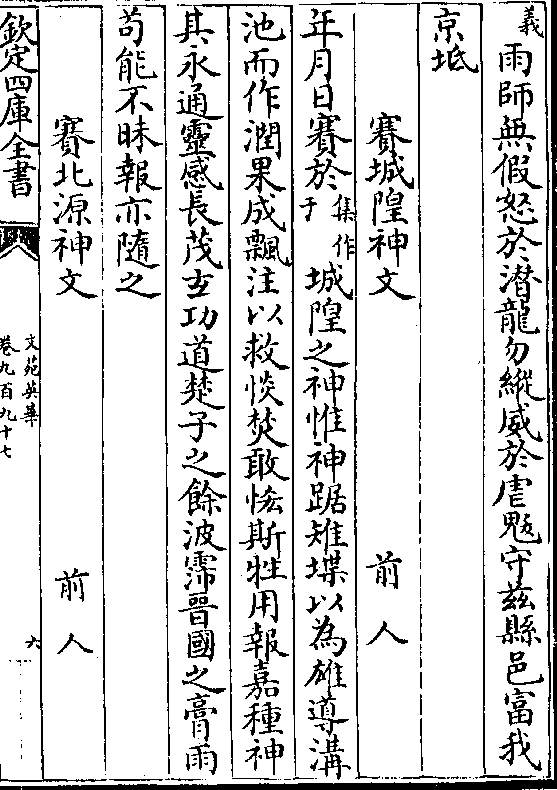 義
雨師無假怒於潛龍勿縱威於虐魃守兹縣邑富我
京坻
賽城隍神文 前人
年月日賽於集作于城隍之神惟神踞雉堞以為雄導溝
池而作潤果成飄注以救惔焚敢恡斯牲用報嘉種神
其永通靈感長茂玄功道楚子之餘波霈晉國之膏雨
苟能不昧報亦隨之
賽北源神文 前人
欽定四庫全書
文苑英華
卷九百九十七
六